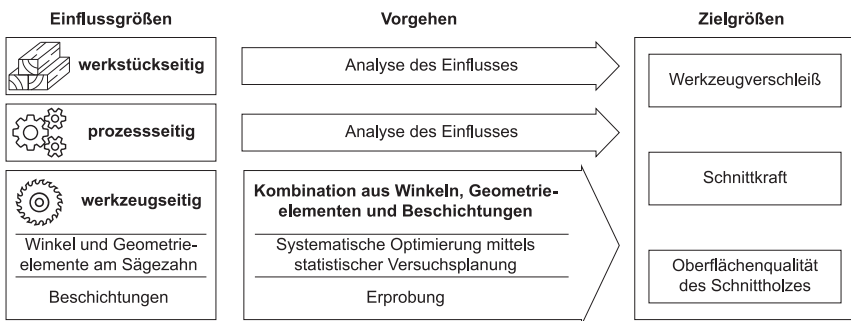 Einflussgrößen
Vorgehen
Zielgrößen
werkstückseitig
Analyse des Einflusses
Werkzeugverschleiß
prozessseitig
Analyse des Einflusses
Schnittkraft
werkzeugseitig
Kombination aus Winkeln, Geometrie-
elementen und Beschichtungen
Winkel und Geometrie-
elemente am Sägezahn
Systematische Optimierung mittels
statistischer Versuchsplanung
Oberflächenqualität
des Schnittholzes
Beschichtungen
Erprobung